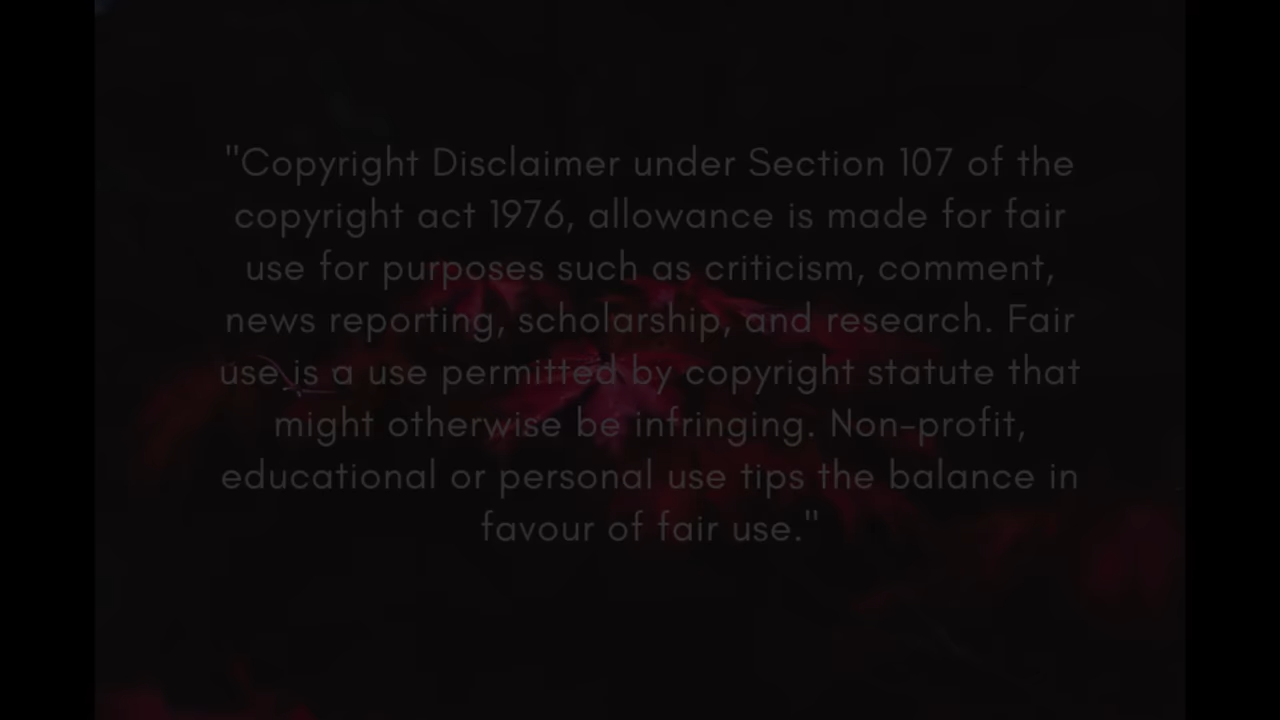 "Copyright Disclaimer under Section 107 of the
copyright act 1976, allowance is made for fair
use for purposes such as criticism, comment,
news reporting, scholarship, and research. Fair
use is a use permitted by copyright statute that
might otherwise be infringing. Non-profit,
educational or personal use tips the balance in
favour of fair use."